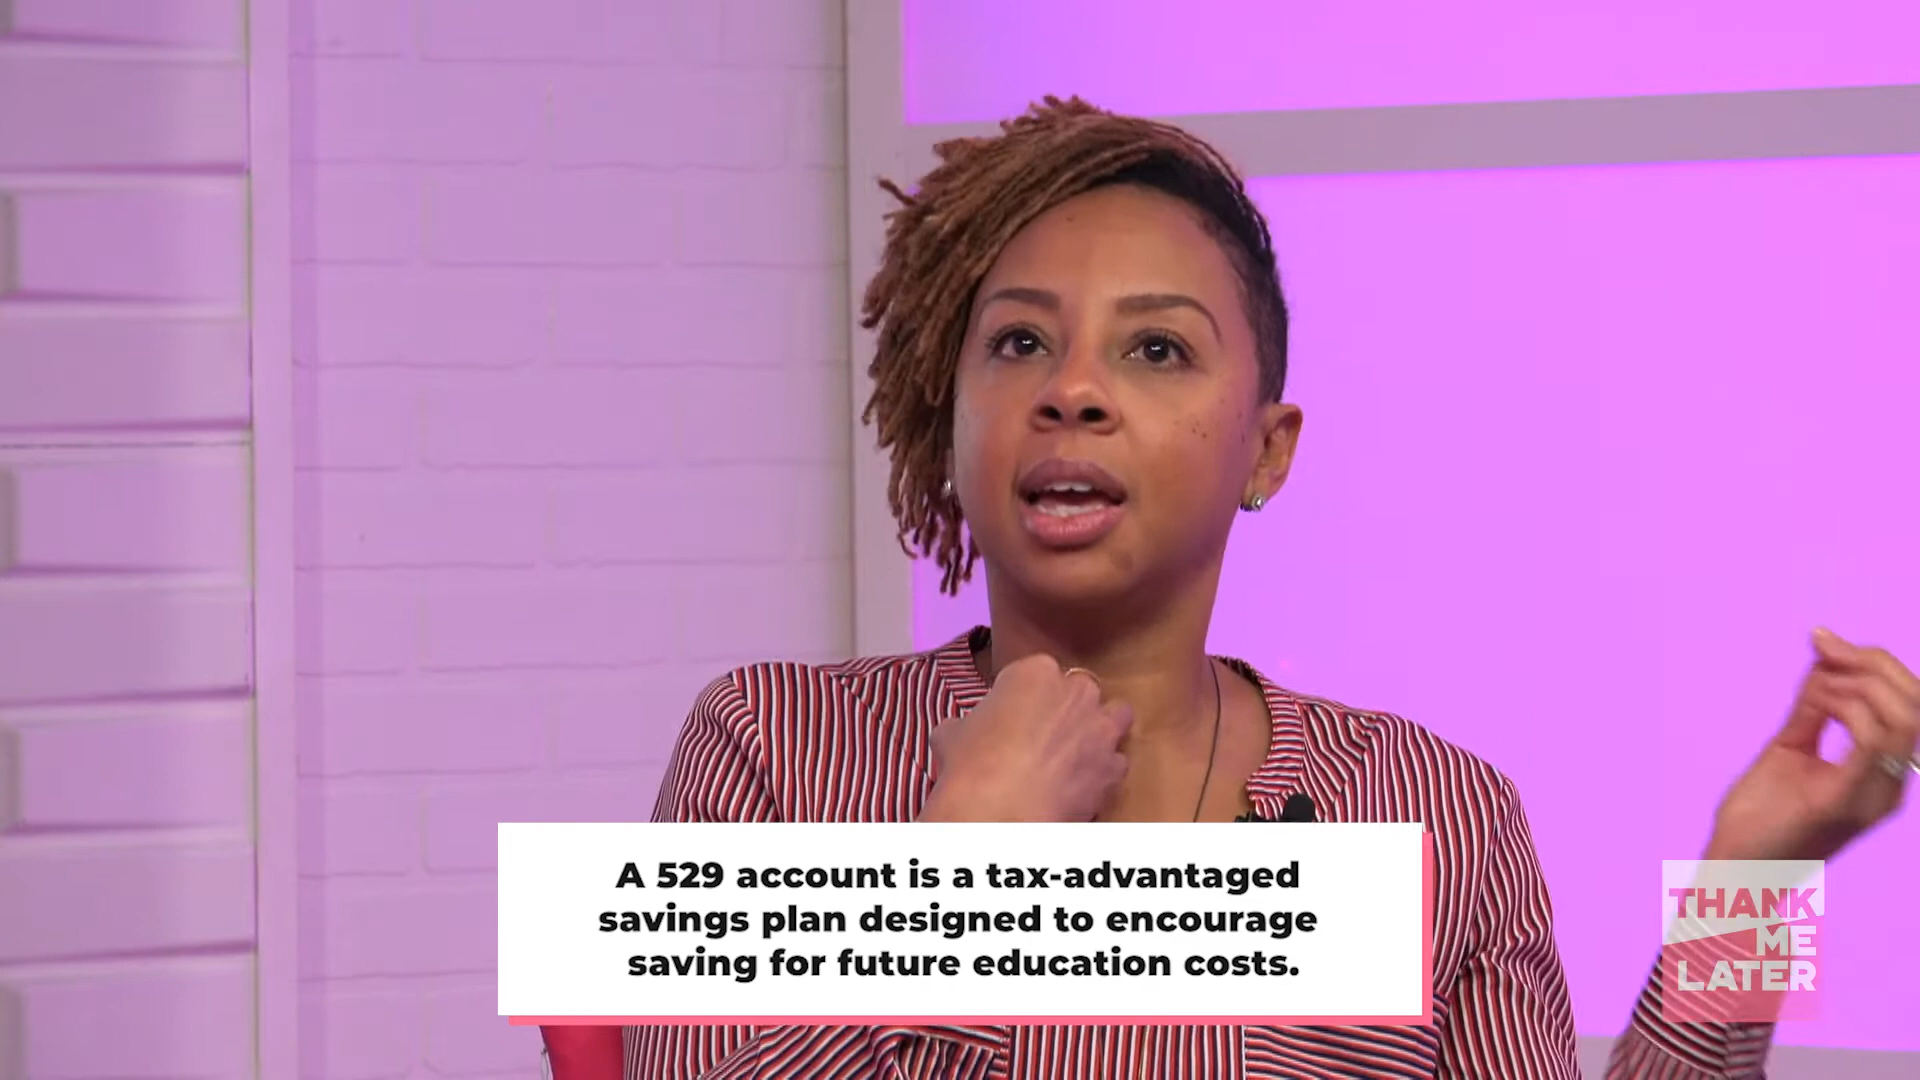 A 529 account is a tax-advantaged
savings plan designed to encourage
saving for future education costs.
THANK
ME
LATER